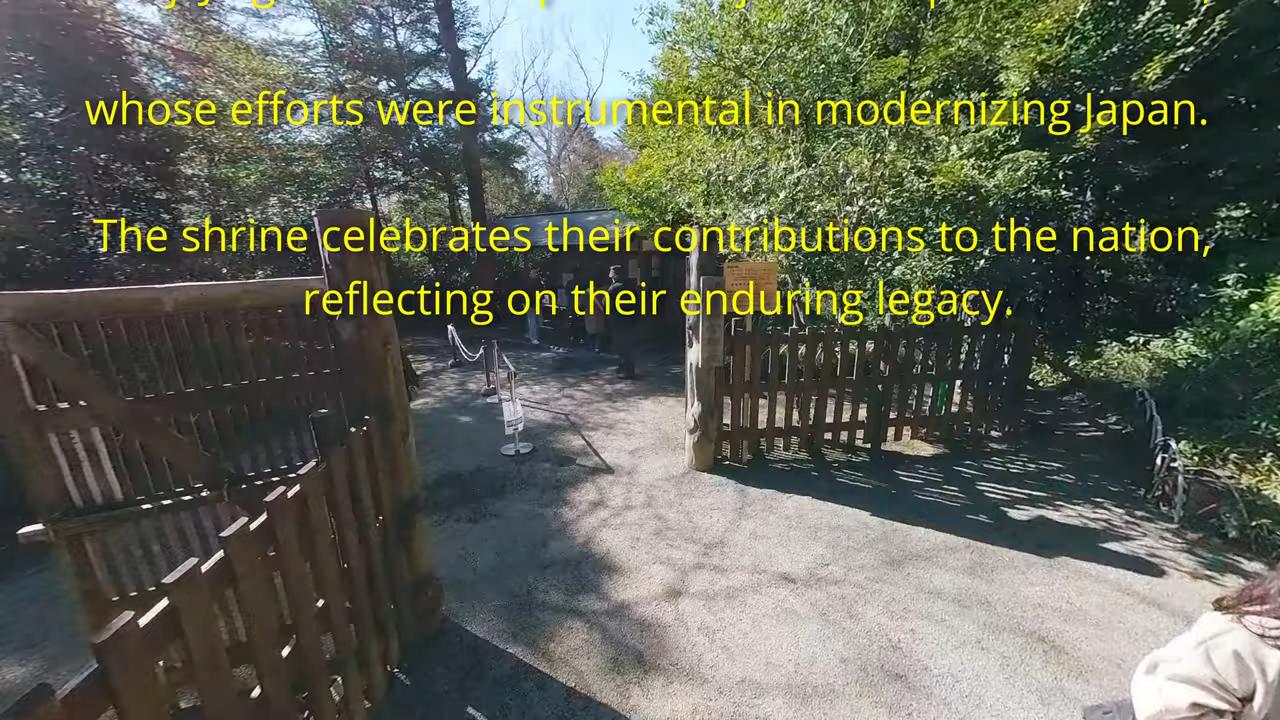 whose efforts were instrumental in modernizing Japan.
The shrine celebrates their contributions to the nation,
reflecting on their enduring legacy.